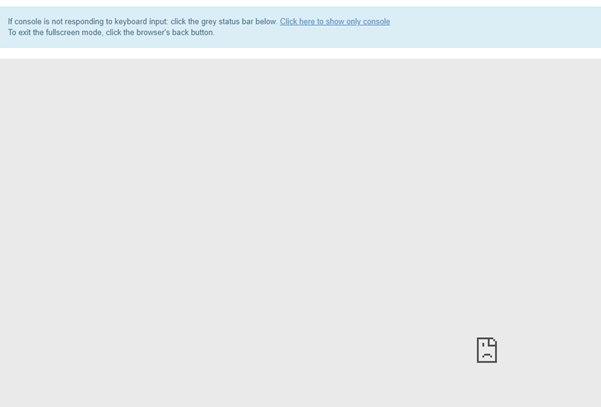 If console is not responding to keyboard input: click the grey status bar below. Click here to show only console
To exit the fullscreen mode, click the browser's back button.